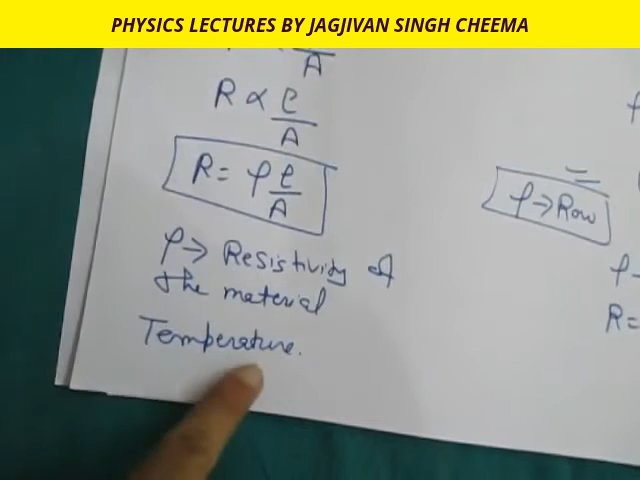 PHYSICS LECTURES BY JAGJIVAN SINGH CHEEMA
A
R ∝ ℓ/A
R = ρ ℓ/A
ρ → Resistivity of
the material
Temperature.
ρ → Row
R =